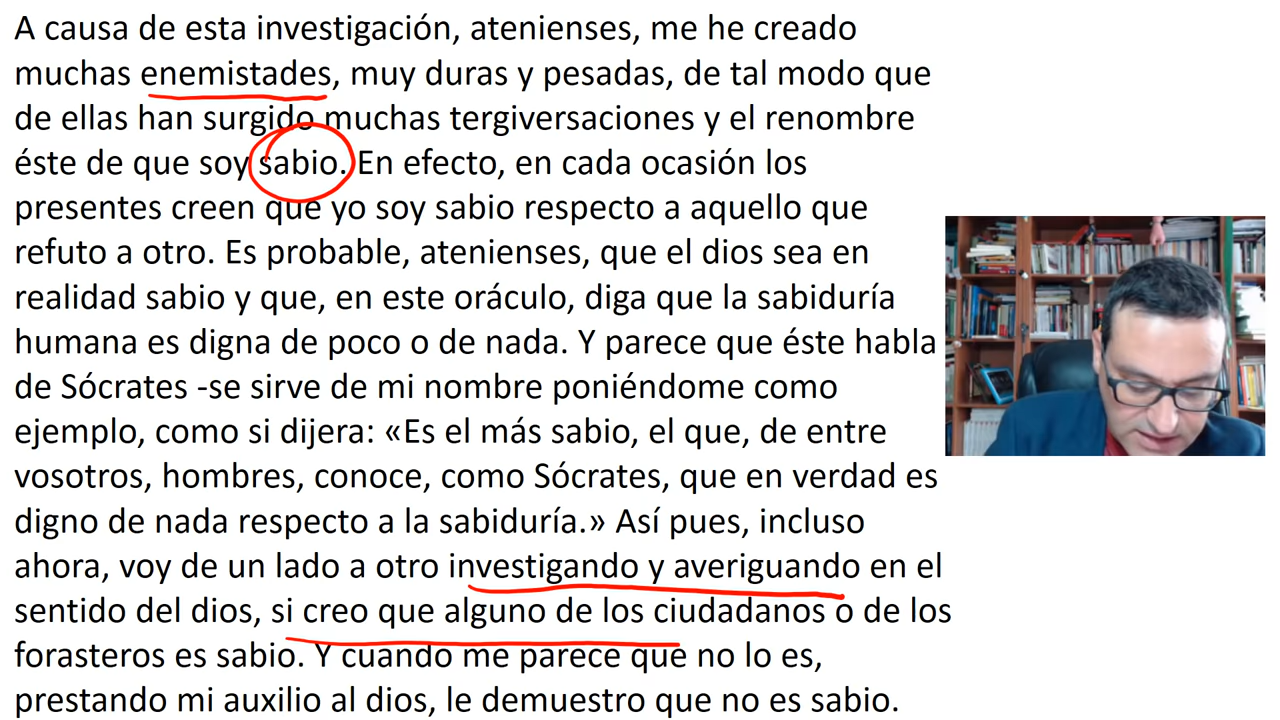 A causa de esta investigación, atenienses, me he creado
muchas enemistades, muy duras y pesadas, de tal modo que
de ellas han surgido muchas tergiversaciones y el renombre
éste de que soy sabio. En efecto, en cada ocasión los
presentes creen que yo soy sabio respecto a aquello que
refuto a otro. Es probable, atenienses, que el dios sea en
realidad sabio y que, en este oráculo, diga que la sabiduría
humana es digna de poco o de nada. Y parece que éste habla
de Sócrates -se sirve de mi nombre poniéndome como
ejemplo, como si dijera: «Es el más sabio, el que, de entre
vosotros, hombres, conoce, como Sócrates, que en verdad es
digno de nada respecto a la sabiduría.» Así pues, incluso
ahora, voy de un lado a otro investigando y averiguando en el
sentido del dios, si creo que alguno de los ciudadanos o de los
forasteros es sabio. Y cuando me parece que no lo es,
prestando mi auxilio al dios, le demuestro que no es sabio.